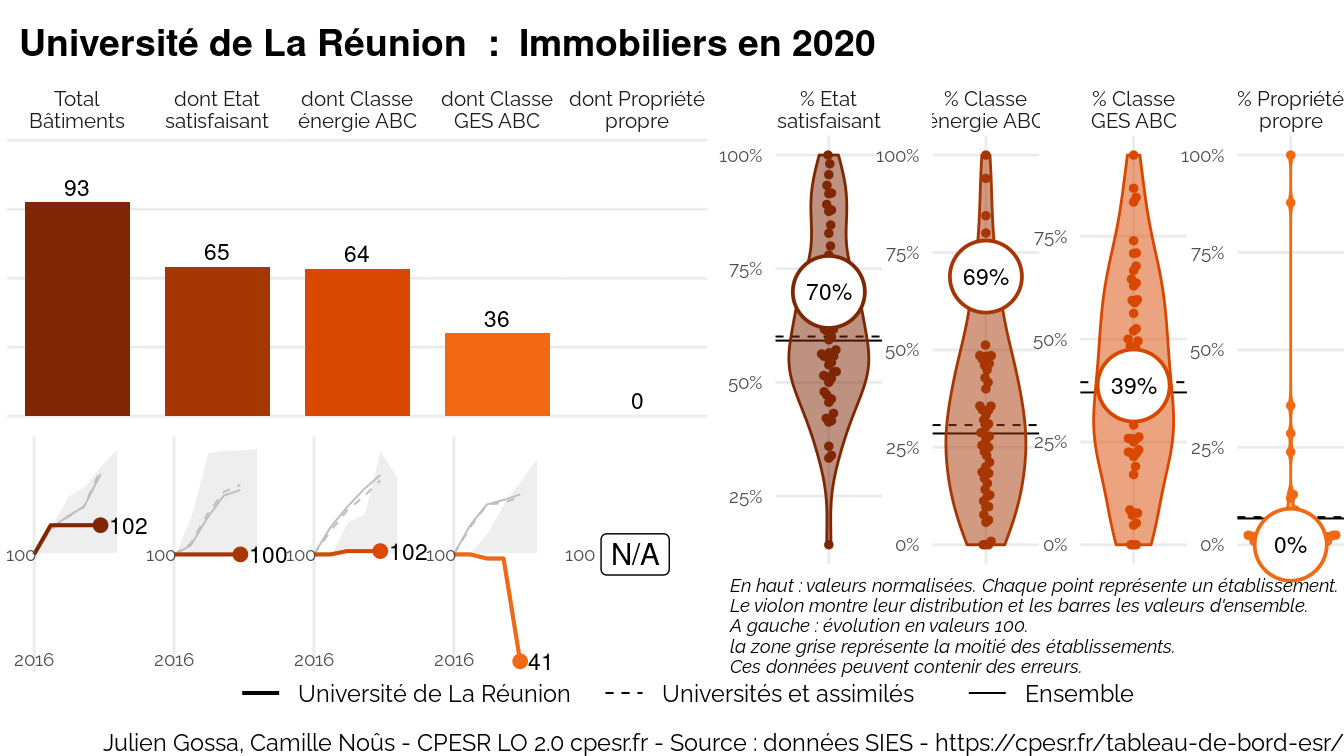 Université de La Réunion : Immobiliers en 2020
Total
Bâtiments
dont Etat
satisfaisant
dont Classe
énergie ABC
dont Classe
GES ABC
dont Propriété
propre
93
65
64
36
0
100
102
2016
100
100
2016
100
102
2016
100
41
2016
100
N/A
% Etat
satisfaisant
100%
75%
50%
25%
70%
% Classe
énergie ABC
100%
75%
50%
25%
0%
69%
% Classe
GES ABC
75%
50%
25%
0%
39%
% Propriété
propre
100%
75%
50%
25%
0%
0%
En haut : valeurs normalisées. Chaque point représente un établissement.
Le violon montre leur distribution et les barres les valeurs d'ensemble.
A gauche : évolution en valeurs 100.
la zone grise représente la moitié des établissements.
Ces données peuvent contenir des erreurs.
Université de La Réunion
Universités et assimilés
Ensemble
Julien Gossa, Camille Noûs - CPESR LO 2.0 cpesr.fr - Source : données SIES - https://cpesr.fr/tableau-de-bord-esr/